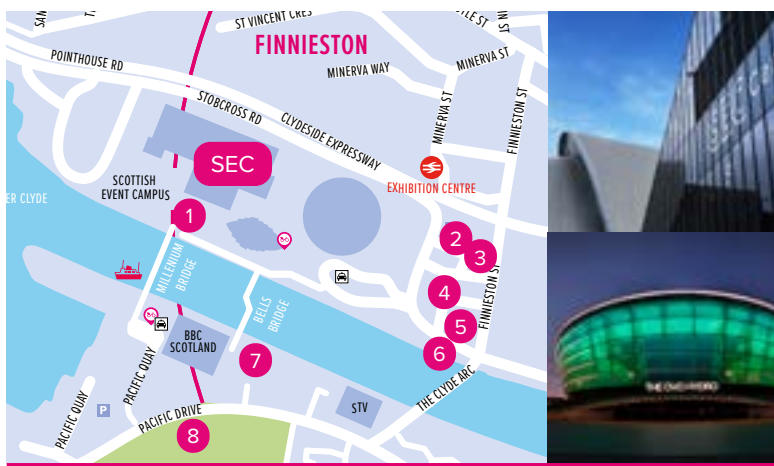 ST VINCENT CRES
FINNIESTON
MINERVA WAY
MINERVA ST
POINTHOUSE RD
STOBCROSS RD
CLYDESIDE EXPRESSWAY
MINERVA ST
FINNIESTON ST
SEC
EXHIBITION CENTRE
SCOTTISH
EVENT CAMPUS
ER CLYDE
1
2
3
MILLENIUM
BRIDGE
BELLS
BRIDGE
4
FINNIESTON ST
5
6
BBC
SCOTLAND
7
PACIFIC QUAY
THE CLYDE ARC
PACIFIC QUAY
P
PACIFIC DRIVE
STV
8
THE OVO HYDRO